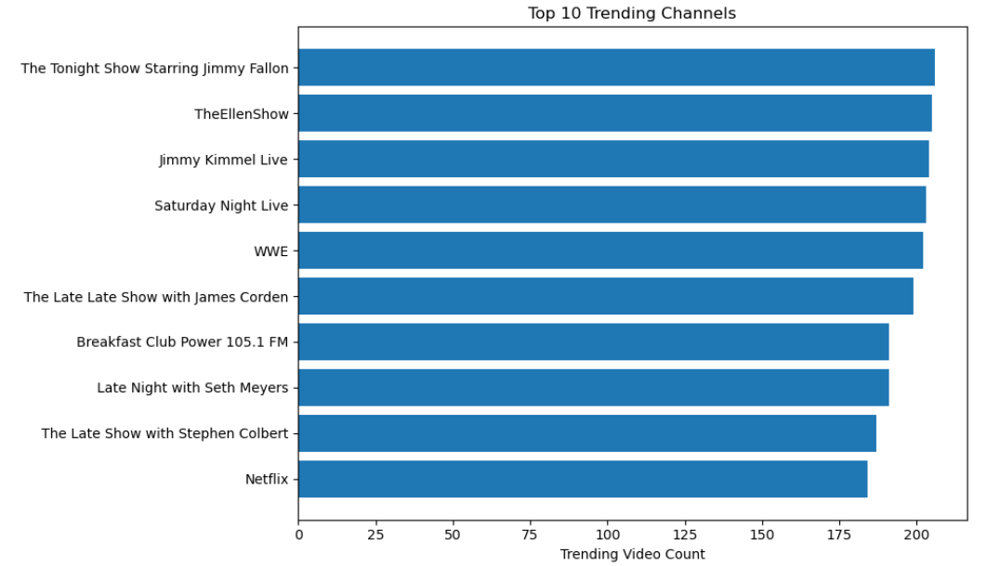 Top 10 Trending Channels
The Tonight Show Starring Jimmy Fallon
TheEllenShow
Jimmy Kimmel Live
Saturday Night Live
WWE
The Late Late Show with James Corden
Breakfast Club Power 105.1 FM
Late Night with Seth Meyers
The Late Show with Stephen Colbert
Netflix
0 25 50 75 100 125 150 175 200
Trending Video Count